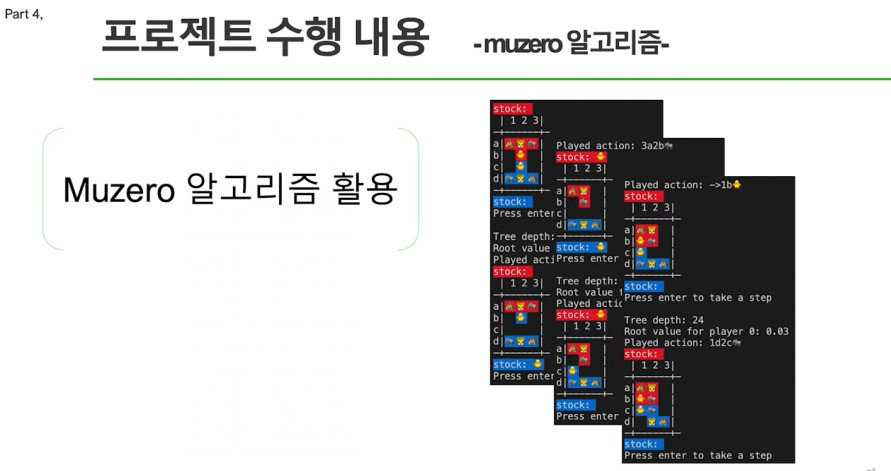 Part 4,
프로젝트 수행 내용 -muzero 알고리즘-
Muzero 알고리즘 활용
stock:
| 1 2 3|
a|
b|
c|
d|
stock:
Press enter
Tree depth:
Root value
Played acti
stock:
| 1 2 3|
a|
b|
c|
d|
stock: 🐥
Press enter
Played action: 3a2b🐘
stock: 🐥
| 1 2 3|
a|
b|
c|
d|
stock: 🐥
Press enter
Tree depth:
Root value
Played actio
stock: 🐥
| 1 2 3|
a|
b|
c|
d|
stock:
Press enter
Played action: —>1b🐥
stock:
| 1 2 3|
a|
b|
c|
d|
stock:
Press enter to take a step
Tree depth: 24
Root value for player 0: 0.03
Played action: 1d2c🐘
stock:
| 1 2 3|
a|
b|
c|
d|
stock:
Press enter to take a step